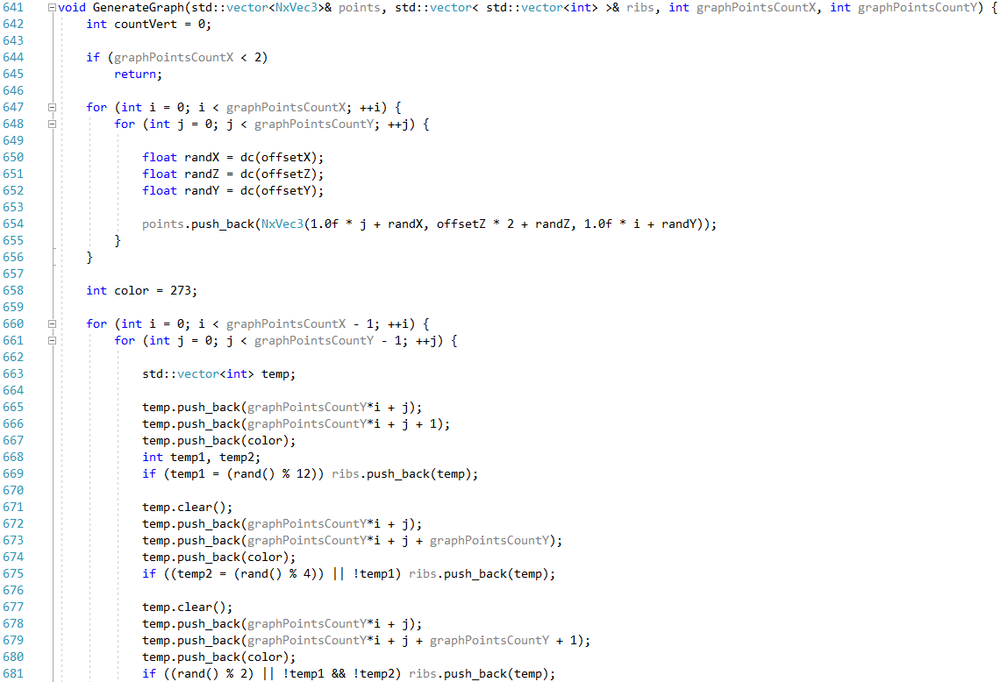 641 void GenerateGraph(std::vector<NxVec3>& points, std::vector< std::vector<int> >& ribs, int graphPointsCountX, int graphPointsCountY) {
642 int countVert = 0;
643
644 if (graphPointsCountX < 2)
645 return;
646
647 for (int i = 0; i < graphPointsCountX; ++i) {
648 for (int j = 0; j < graphPointsCountY; ++j) {
649
650 float randX = dc(offsetX);
651 float randZ = dc(offsetZ);
652 float randY = dc(offsetY);
653
654 points.push_back(NxVec3(1.0f * j + randX, offsetZ * 2 + randZ, 1.0f * i + randY));
655 }
656 }
657
658 int color = 273;
659
660 for (int i = 0; i < graphPointsCountX - 1; ++i) {
661 for (int j = 0; j < graphPointsCountY - 1; ++j) {
662
663 std::vector<int> temp;
664
665 temp.push_back(graphPointsCountY*i + j);
666 temp.push_back(graphPointsCountY*i + j + 1);
667 temp.push_back(color);
668 int temp1, temp2;
669 if (temp1 = (rand() % 12)) ribs.push_back(temp);
670
671 temp.clear();
672 temp.push_back(graphPointsCountY*i + j);
673 temp.push_back(graphPointsCountY*i + j + graphPointsCountY);
674 temp.push_back(color);
675 if ((temp2 = (rand() % 4)) || !temp1) ribs.push_back(temp);
676
677 temp.clear();
678 temp.push_back(graphPointsCountY*i + j);
679 temp.push_back(graphPointsCountY*i + j + graphPointsCountY + 1);
680 temp.push_back(color);
681 if ((rand() % 2) || !temp1 && !temp2) ribs.push_back(temp);